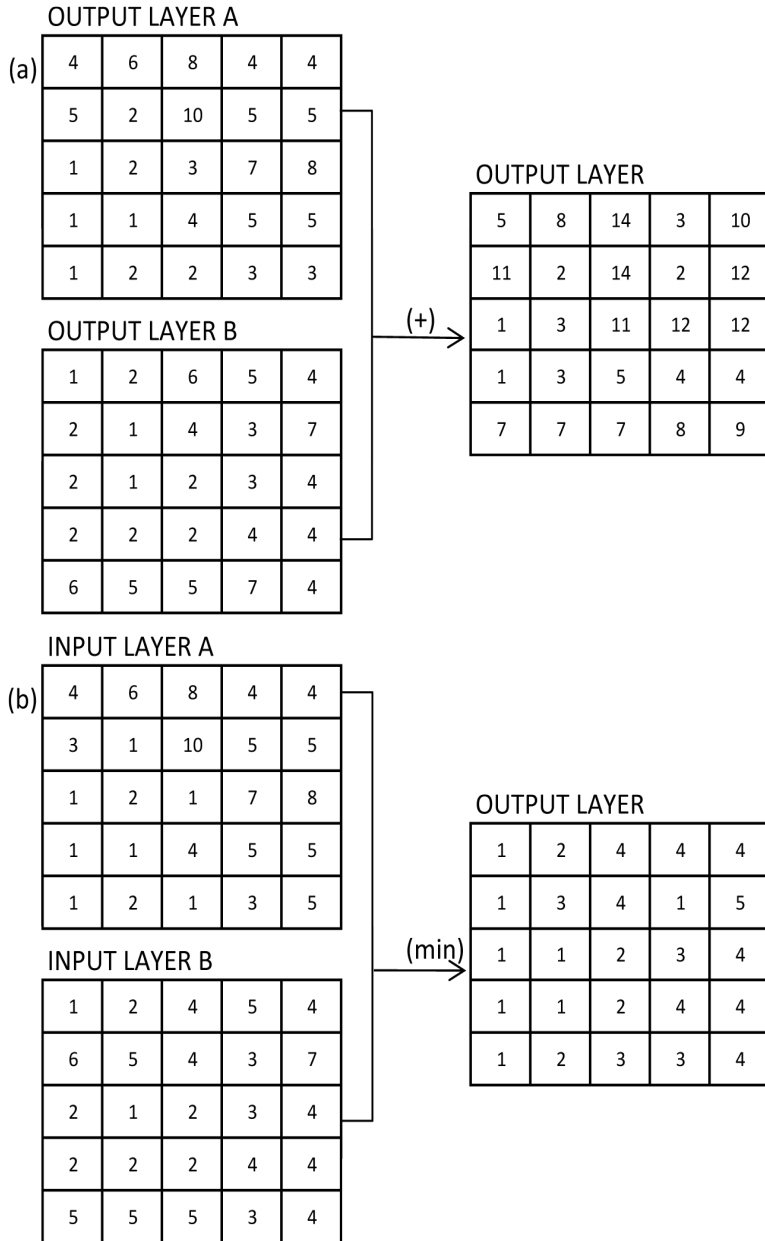 OUTPUT LAYER A
(a)
4 6 8 4 4
5 2 10 5 5
1 2 3 7 8
1 1 4 5 5
1 2 2 3 3
OUTPUT LAYER B
1 2 6 5 4
2 1 4 3 7
2 1 2 3 4
2 2 2 4 4
6 5 5 7 4
(+)
OUTPUT LAYER
5 8 14 3 10
11 2 14 2 12
1 3 11 12 12
1 3 5 4 4
7 7 7 8 9
INPUT LAYER A
(b)
4 6 8 4 4
3 1 10 5 5
1 2 1 7 8
1 1 4 5 5
1 2 1 3 5
INPUT LAYER B
1 2 4 5 4
6 5 4 3 7
2 1 2 3 4
2 2 2 4 4
5 5 5 3 4
(min)
OUTPUT LAYER
1 2 4 4 4
1 3 4 1 5
1 1 2 3 4
1 1 2 4 4
1 2 3 3 4